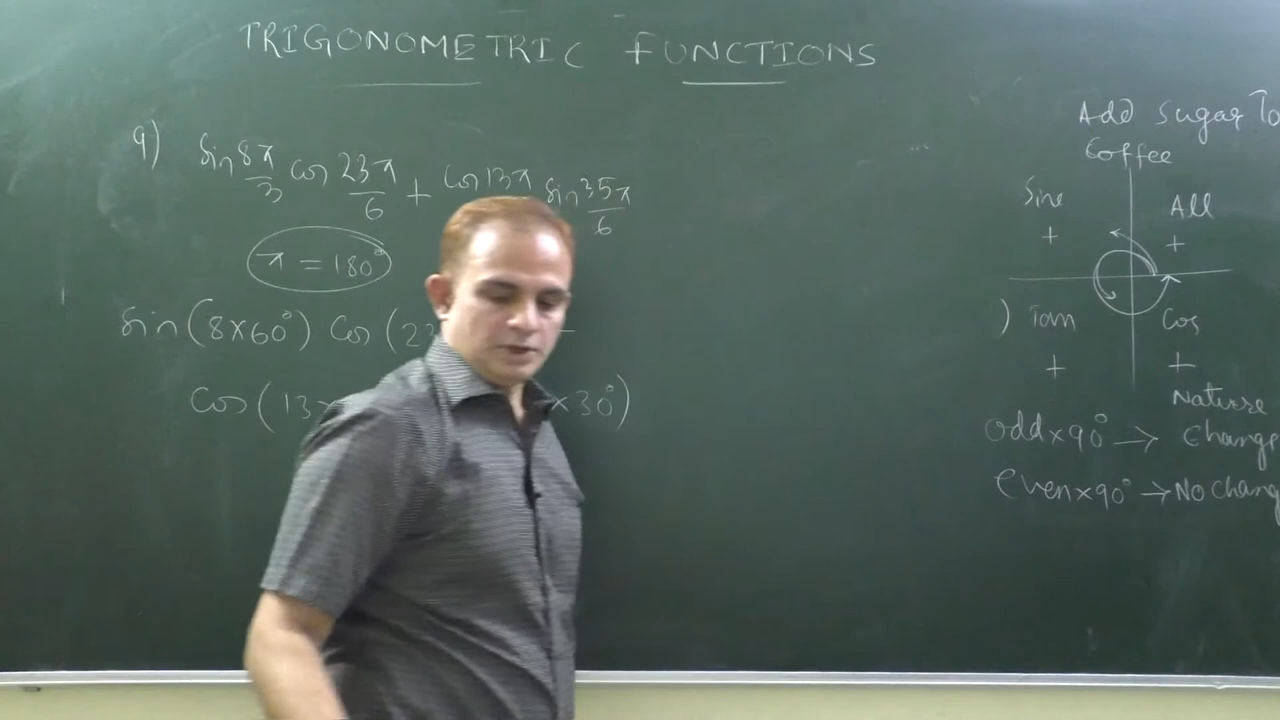 TRIGONOMETRIC FUNCTIONS
9) Sin 8π/3 cos 23π/6 + Cos 13π sin 35π/6
π = 180°
Sin(8×60°) Cos(2
Cos(13× ×30°)
Add Sugar To
Coffee
Sine + All +
) Tan + Cos +
Nature
odd×90° → Change
even×90° → No Chang